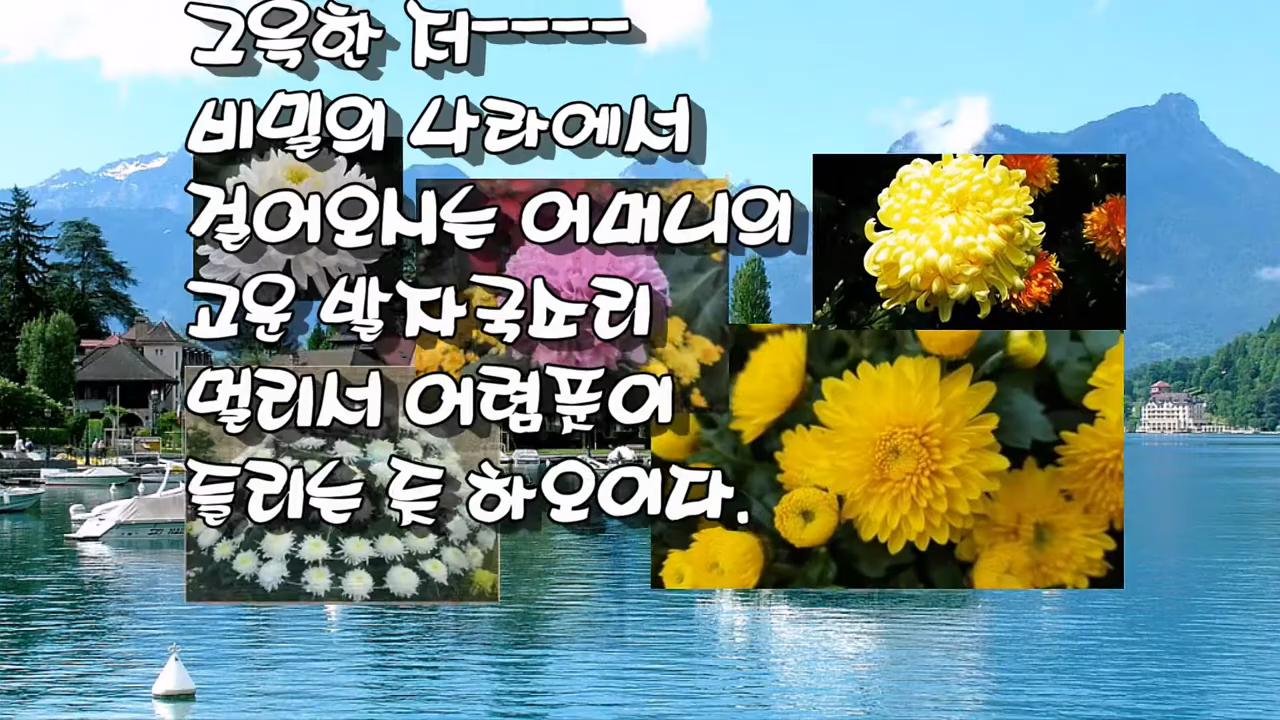 그윽한 저-----
비밀의 나라에서
걸어오시는 어머니의
고운 발자국소리
멀리서 어렴푼이
들리는 듯 하오이다.